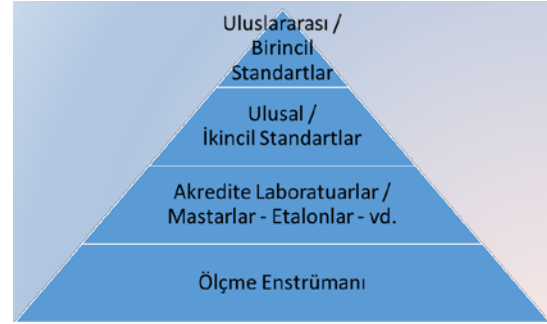 Uluslararası /
Birincil
Standartlar
Ulusal /
İkincil Standartlar
Akredite Laboratuarlar /
Mastarlar - Etalonlar - vd.
Ölçme Enstrümanı